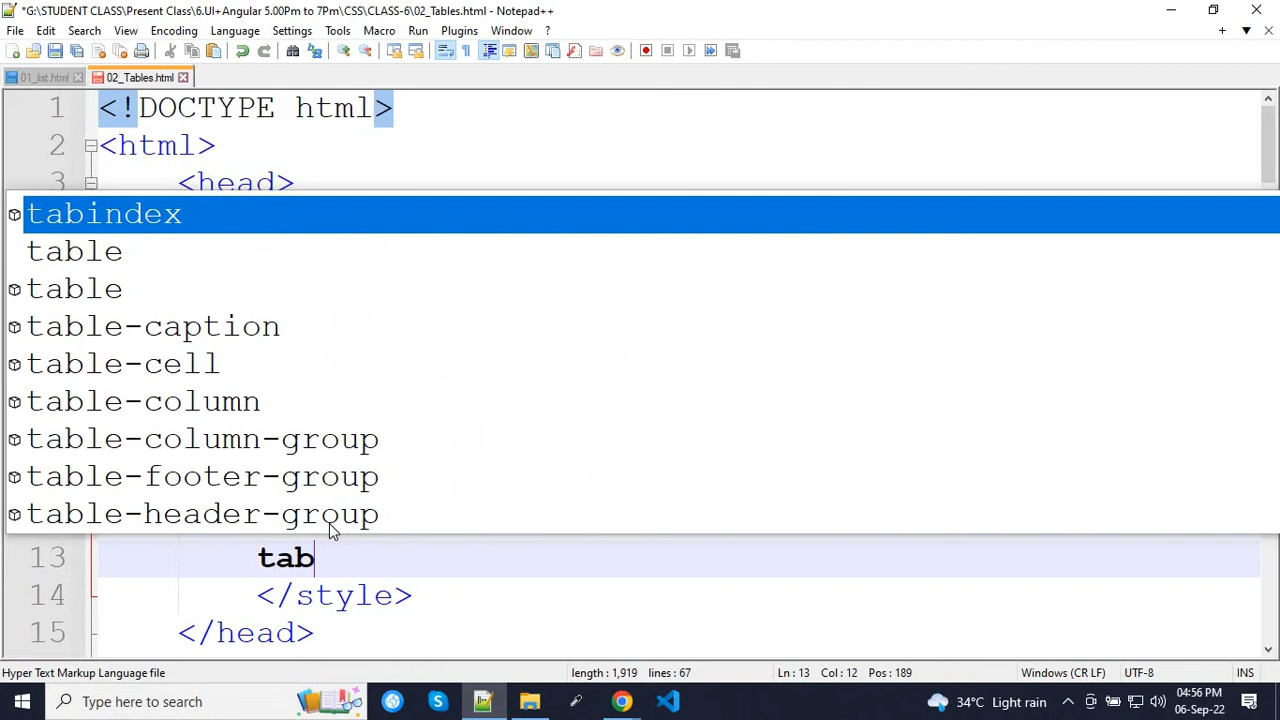 *G:\STUDENT CLASS\Present Class\6.UI+Angular 5.00Pm to 7Pm\CSS\CLASS-6\02_Tables.html - Notepad++
File Edit Search View Encoding Language Settings Tools Macro Run Plugins Window ?
01_list.html 02_Tables.html
1 <!DOCTYPE html>
2 <html>
3 <head>
tabindex
table
table
table-caption
table-cell
table-column
table-column-group
table-footer-group
table-header-group
13 tab
14 </style>
15 </head>
Hyper Text Markup Language file length : 1,919 lines : 67 Ln : 13 Col : 12 Pos : 189 Windows (CR LF) UTF-8 INS
Type here to search 34°C Light rain 04:56 PM
06-Sep-22